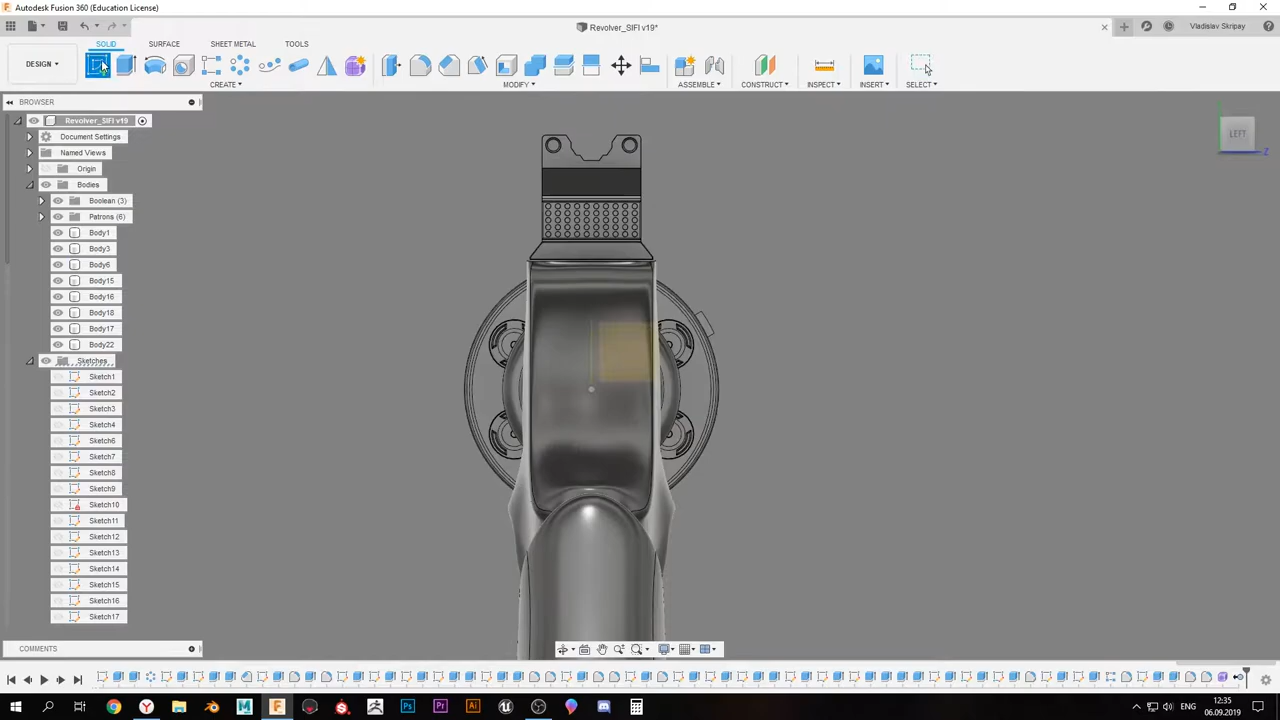 Autodesk Fusion 360 (Education License)
Revolver_SIFI v19*
Vladislav Skripay
SOLID SURFACE SHEET METAL TOOLS
DESIGN
CREATE MODIFY ASSEMBLE CONSTRUCT INSPECT INSERT SELECT
BROWSER
Revolver_SIFI v19
Document Settings
Named Views
Origin
Bodies
Boolean (3)
Patrons (6)
Body1
Body3
Body6
Body15
Body16
Body18
Body17
Body22
Sketches
Sketch1
Sketch2
Sketch3
Sketch4
Sketch6
Sketch7
Sketch8
Sketch9
Sketch10
Sketch11
Sketch12
Sketch13
Sketch14
Sketch15
Sketch16
Sketch17
LEFT
Z
COMMENTS
12:35
06.09.2019